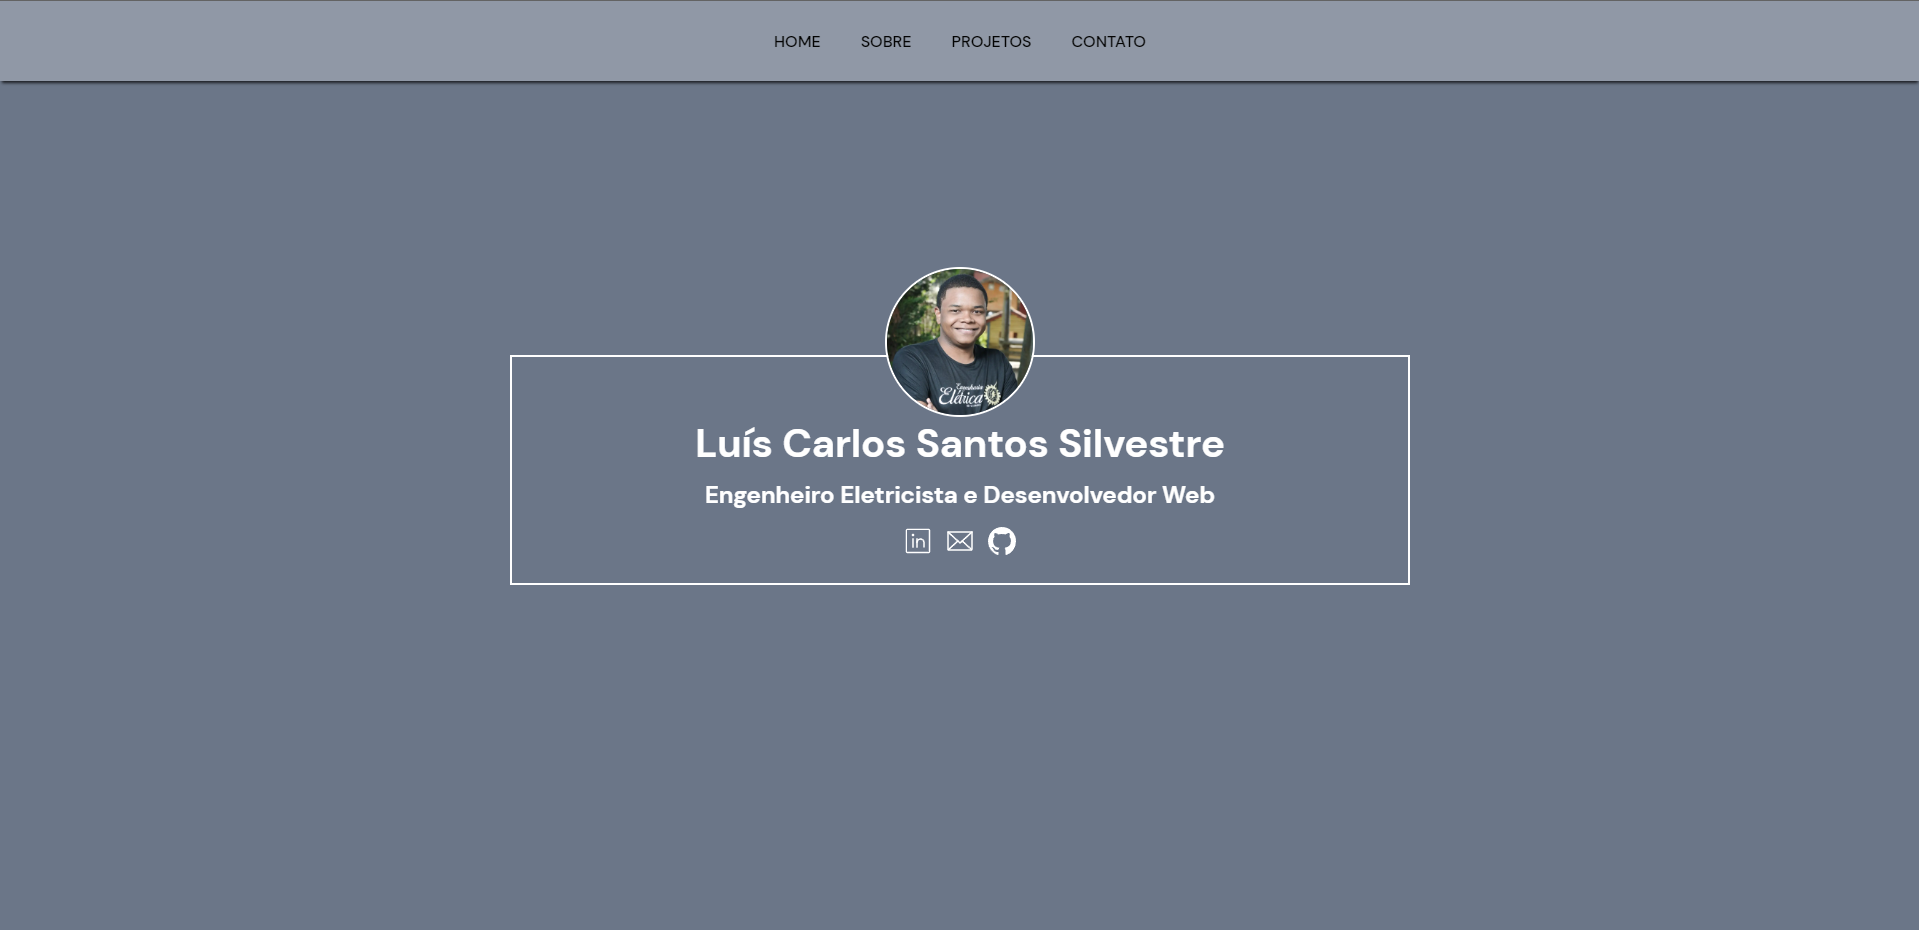 HOME SOBRE PROJETOS CONTATO
Engenharia
Elétrica
Luís Carlos Santos Silvestre
Engenheiro Eletricista e Desenvolvedor Web
in